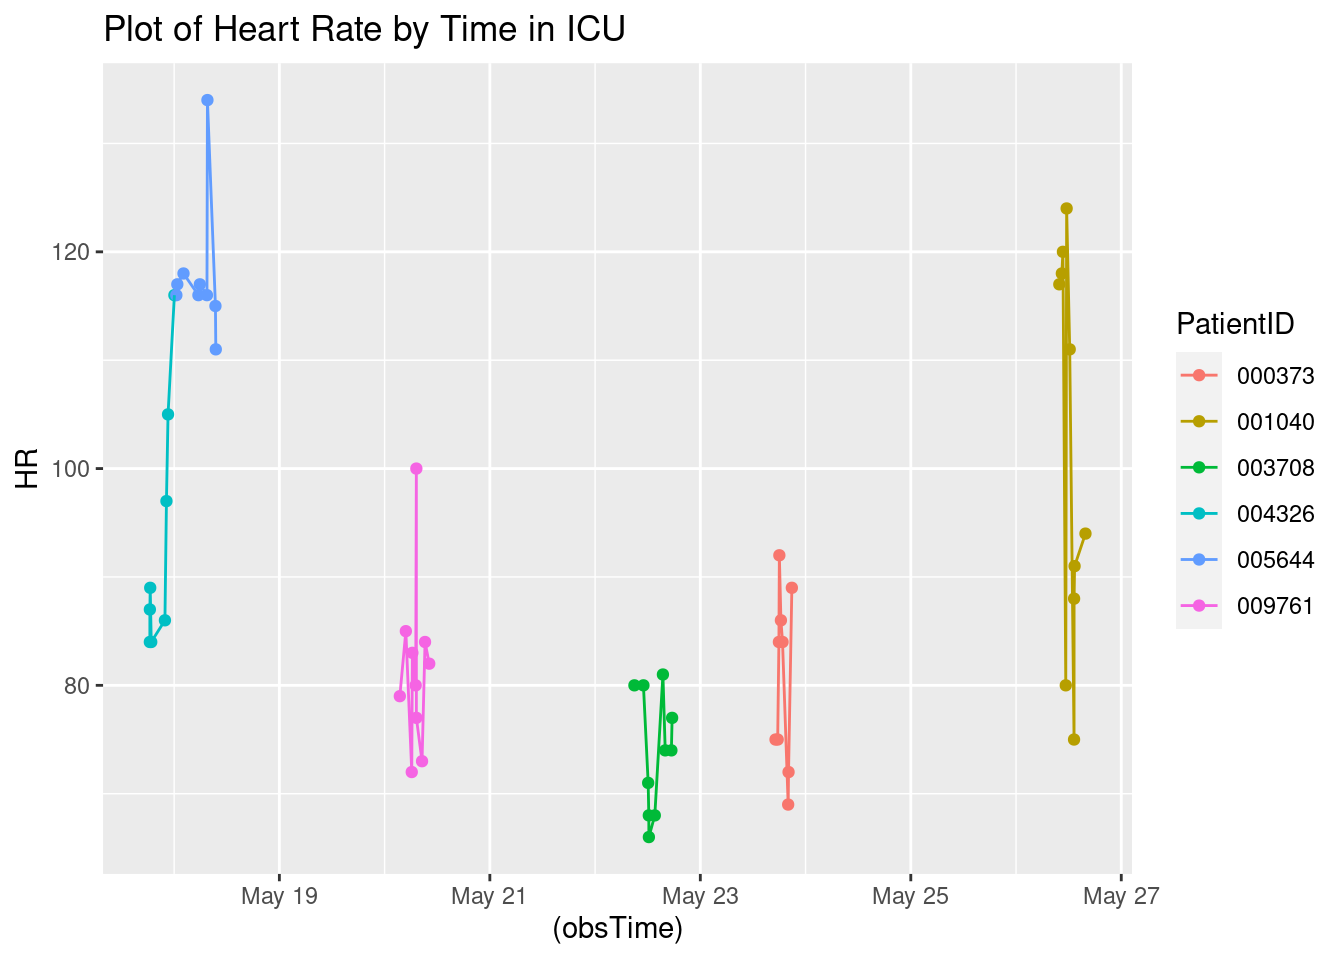 Plot of Heart Rate by Time in ICU
HR
120
100
80
May 19
May 21
May 23
May 25
May 27
(obsTime)
PatientID
000373
001040
003708
004326
005644
009761